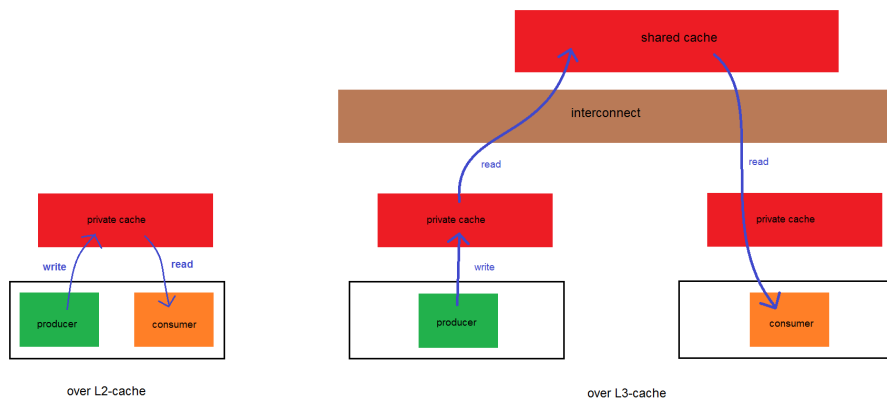 shared cache
interconnect
read
read
private cache
private cache
private cache
write
read
write
producer
consumer
producer
consumer
over L2-cache
over L3-cache